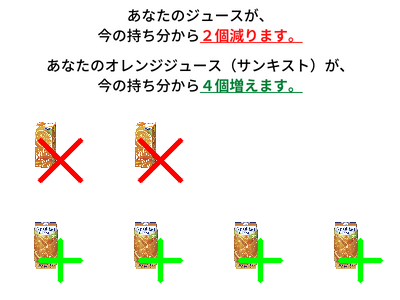 あなたのジュースが、
今の持ち分から２個減ります。
あなたのオレンジジュース（サンキスト）が、
今の持ち分から４個増えます。